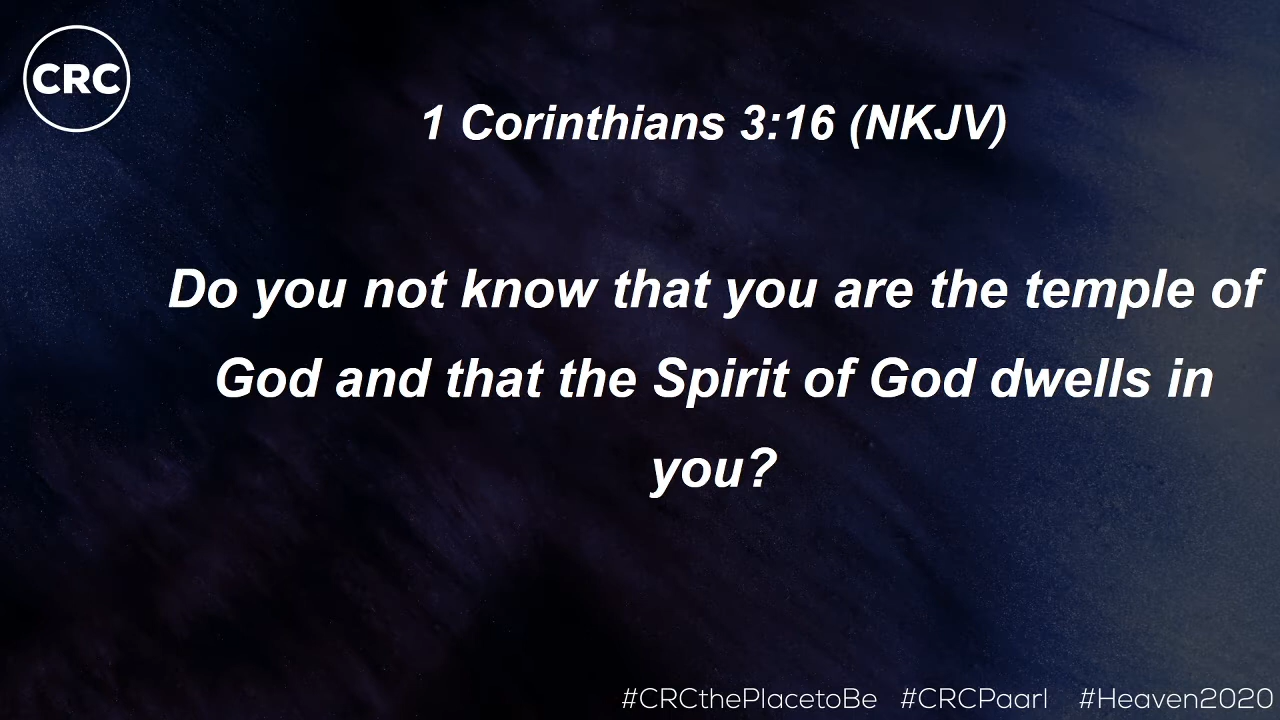 CRC
1 Corinthians 3:16 (NKJV)
Do you not know that you are the temple of
God and that the Spirit of God dwells in
you?
#CRCthePlacetoBe #CRCPaarl #Heaven2020